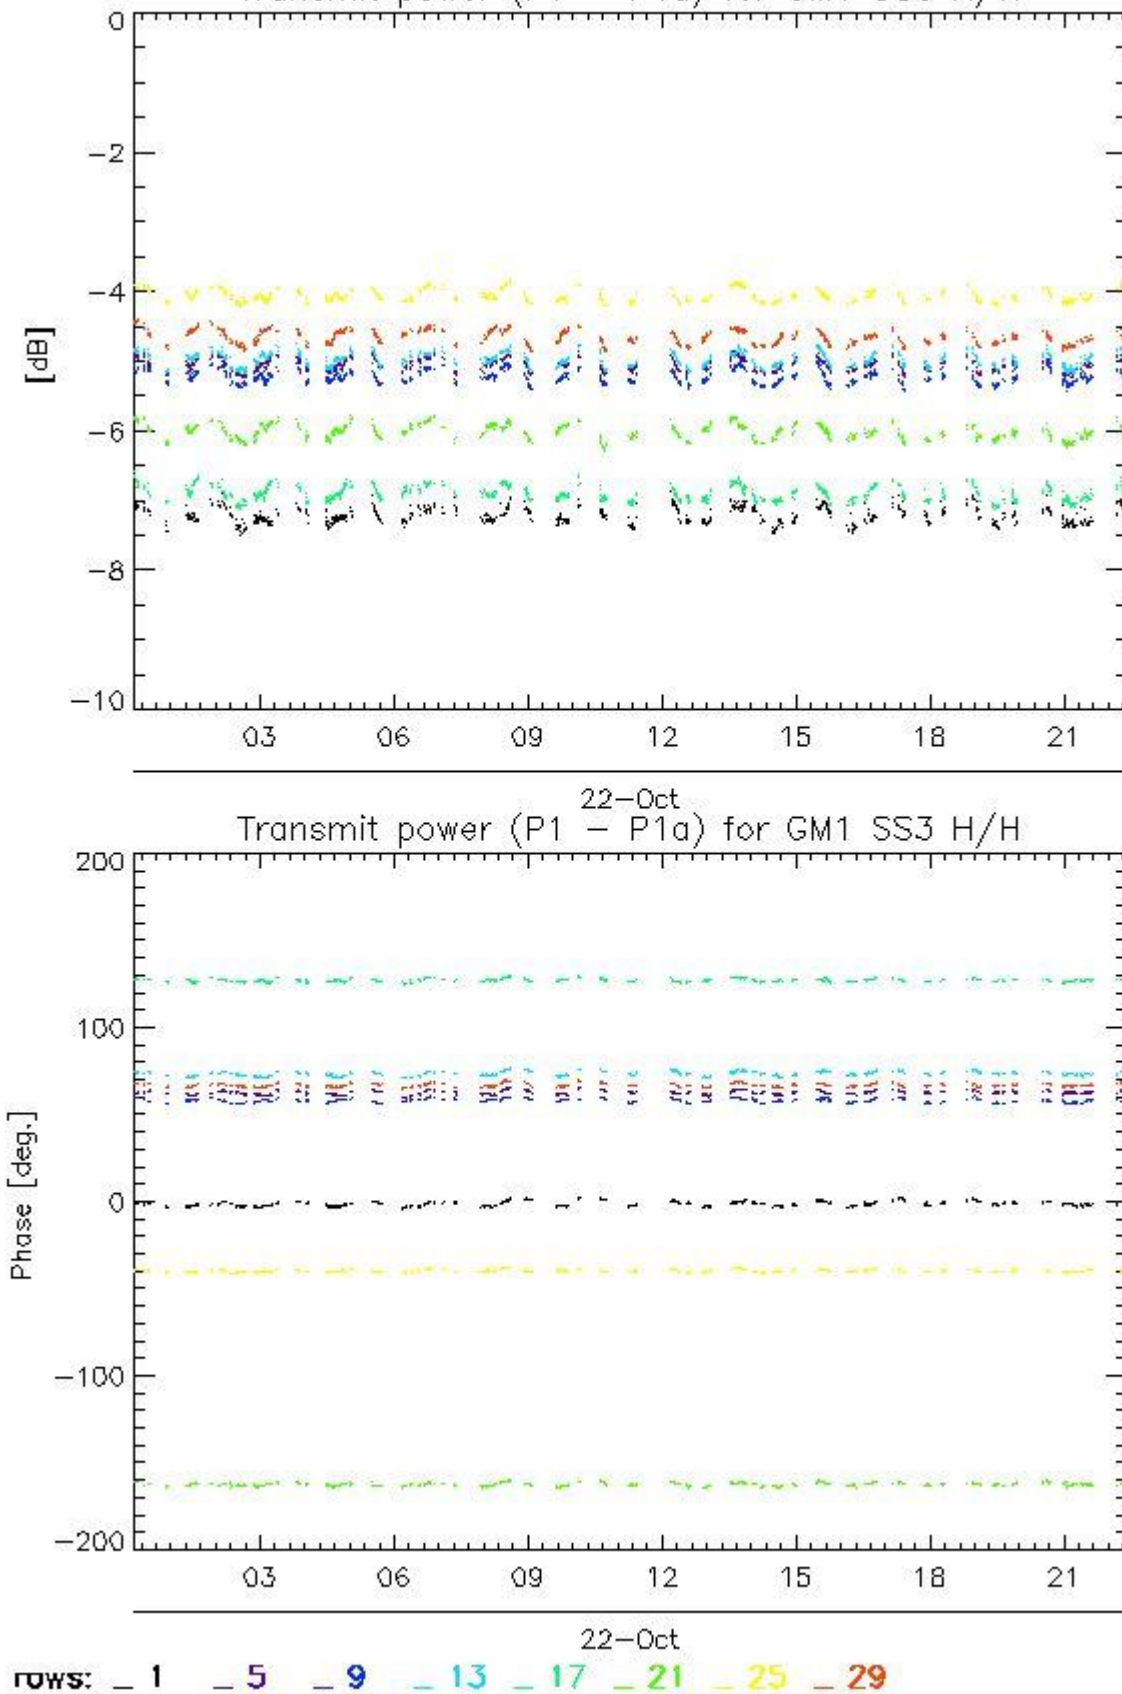 0
-2
-4
[dB]
-6
-8
-10
03 06 09 12 15 18 21
22-Oct
Transmit power (P1 - P1a) for GM1 SS3 H/H
200
100
Phase [deg.]
0
-100
-200
03 06 09 12 15 18 21
22-Oct
rows: _ 1 _ 5 _ 9 _ 13 _ 17 _ 21 _ 25 _ 29